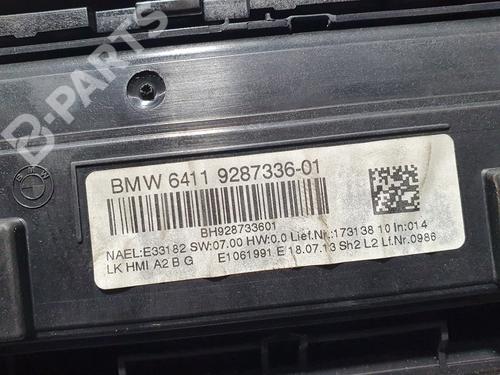 B-PARTS
BMW 6411 9287336-01
BH928733601
NAEL:E33182 SW:07.00 HW:0.0 Lief.Nr.:173138 10 In:014
LK HMI A2 B G E1061991 E 18.07.13 Sh2 L2 Lf.Nr.0986